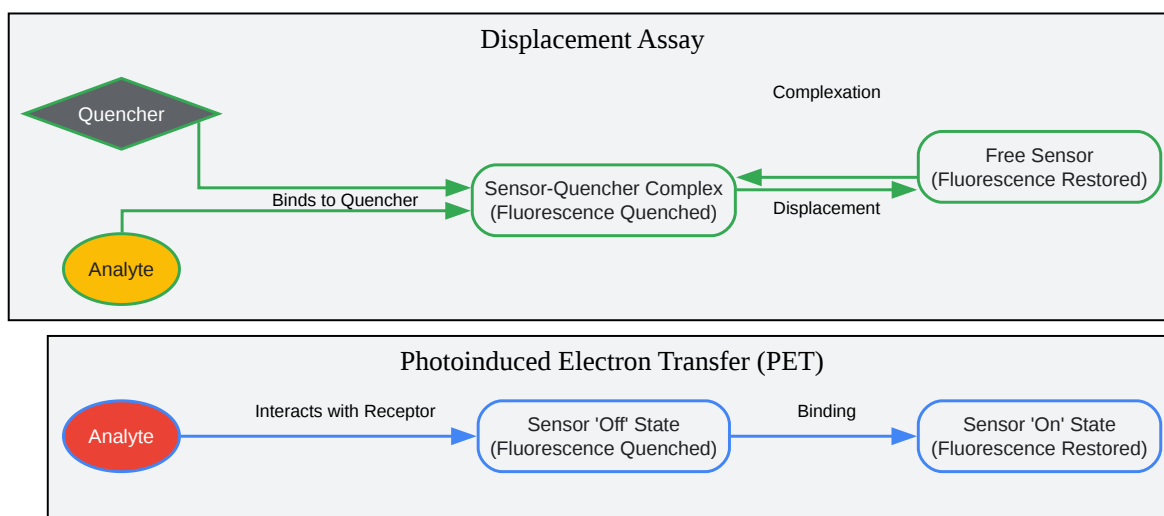 Displacement Assay
Quencher
Complexation
Free Sensor
(Fluorescence Restored)
Sensor-Quencher Complex
(Fluorescence Quenched)
Binds to Quencher
Displacement
Analyte
Photoinduced Electron Transfer (PET)
Interacts with Receptor
Binding
Analyte
Sensor 'Off' State
(Fluorescence Quenched)
Sensor 'On' State
(Fluorescence Restored)